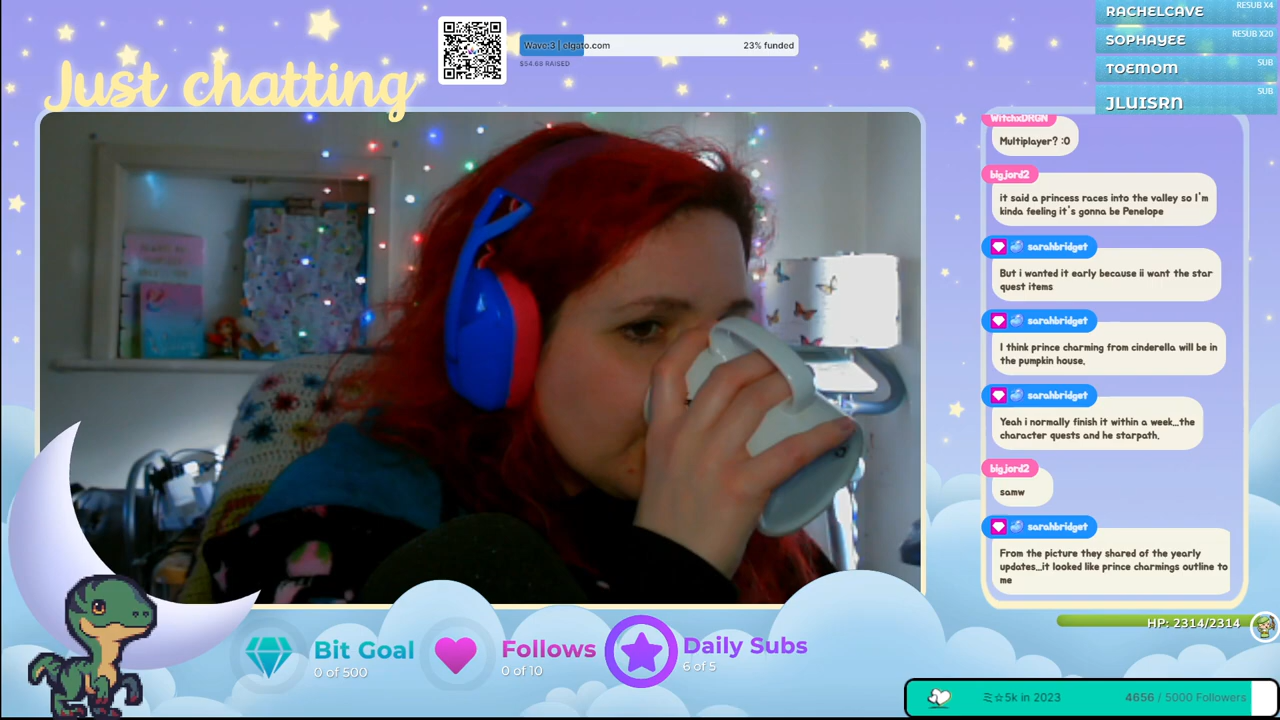 Just chatting
Wave:3 | elgato.com 23% funded
$54.68 RAISED
RACHELCAVE RESUB X4
SOPHAYEE RESUB X20
TOEMOM SUB
JLUISRN SUB
WitchxDRGN
Multiplayer? :0
bigjord2
it said a princess races into the valley so I'm
kinda feeling it's gonna be Penelope
sarahbridget
But i wanted it early because ii want the star
quest items
sarahbridget
I think prince charming from cinderella will be in
the pumpkin house.
sarahbridget
Yeah i normally finish it within a week...the
character quests and he starpath.
bigjord2
samw
sarahbridget
From the picture they shared of the yearly
updates...it looked like prince charmings outline to
me
HP: 2314/2314
Bit Goal
0 of 500
Follows
0 of 10
Daily Subs
6 of 5
ミ☆5k in 2023 4656 / 5000 Followers